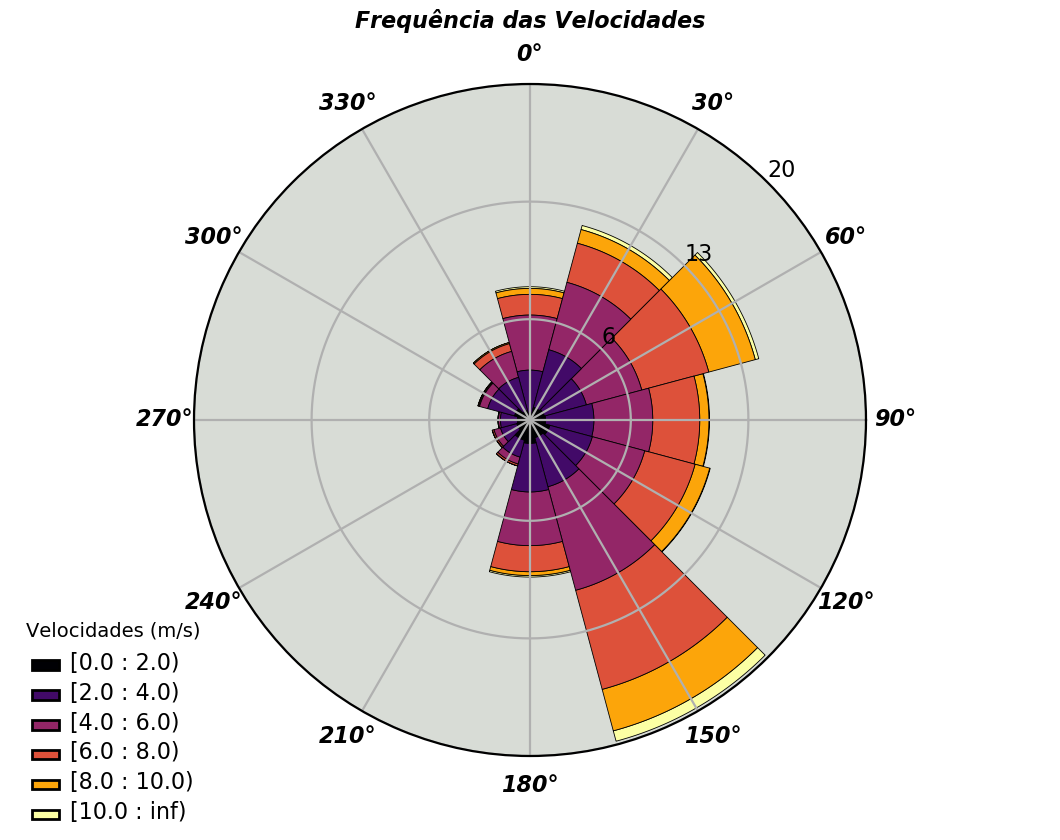 Frequência das Velocidades
0°
330°
30°
20
300°
60°
13
6
270°
90°
240°
120°
210°
150°
180°
Velocidades (m/s)
[0.0 : 2.0)
[2.0 : 4.0)
[4.0 : 6.0)
[6.0 : 8.0)
[8.0 : 10.0)
[10.0 : inf)